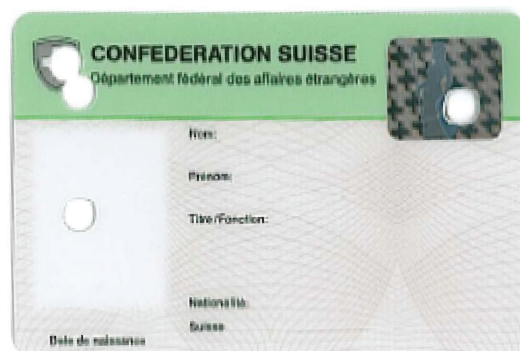 CONFEDERATION SUISSE
Département fédéral des affaires étrangères
Nom:
Prénom:
Titre/Fonction:
Nationalité:
Suisse
Date de naissance